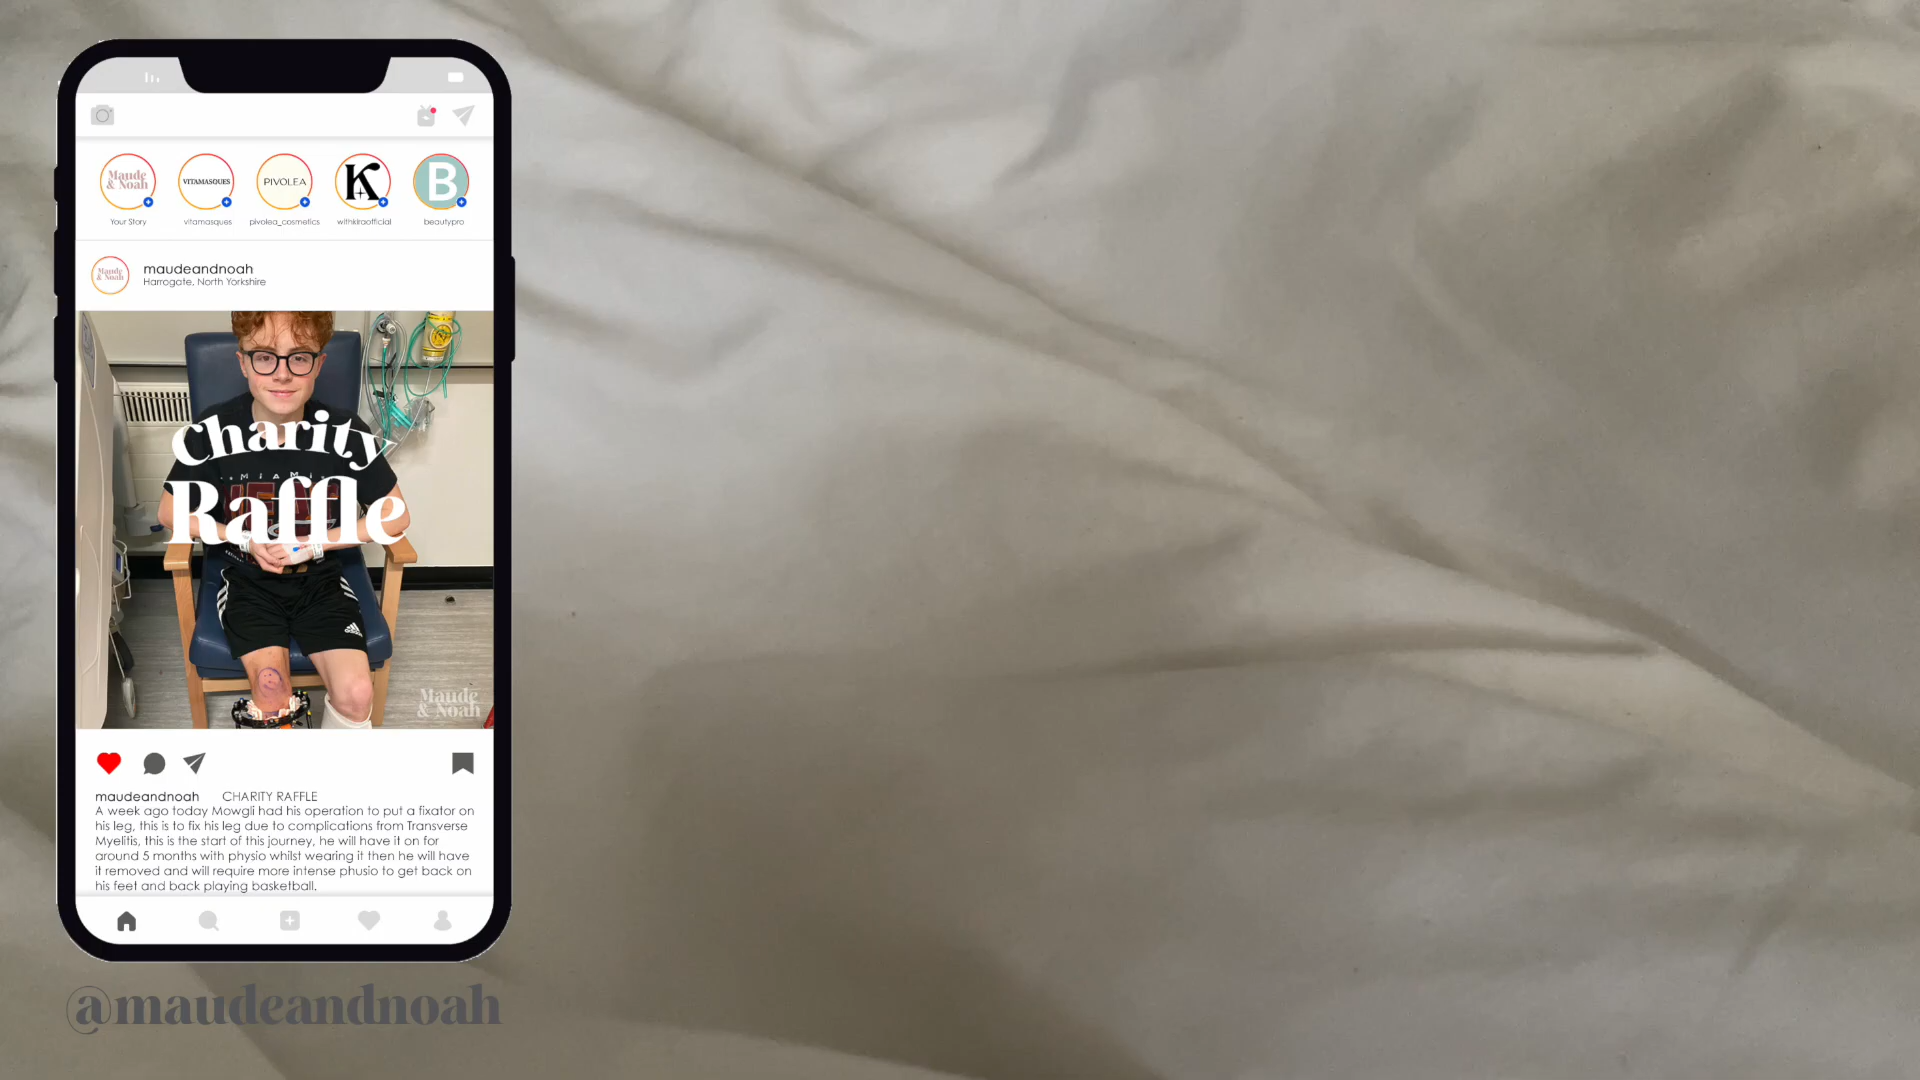 Maude
& Noah
VITAMASQUES
PIVOLEA
K
B
Your Story
vitamasques
pivolea_cosmetics
withkiraofficial
beautypro
Maude
& Noah
maudeandnoah
Harrogate, North Yorkshire
Charity
MIAMI
Raffle
adidas
Maude
& Noah
maudeandnoah CHARITY RAFFLE
A week ago today Mowgli had his operation to put a fixator on
his leg, this is to fix his leg due to complications from Transverse
Myelitis, this is the start of this journey, he will have it on for
around 5 months with physio whilst wearing it then he will have
it removed and will require more intense phusio to get back on
his feet and back playing basketball.
@maudeandnoah